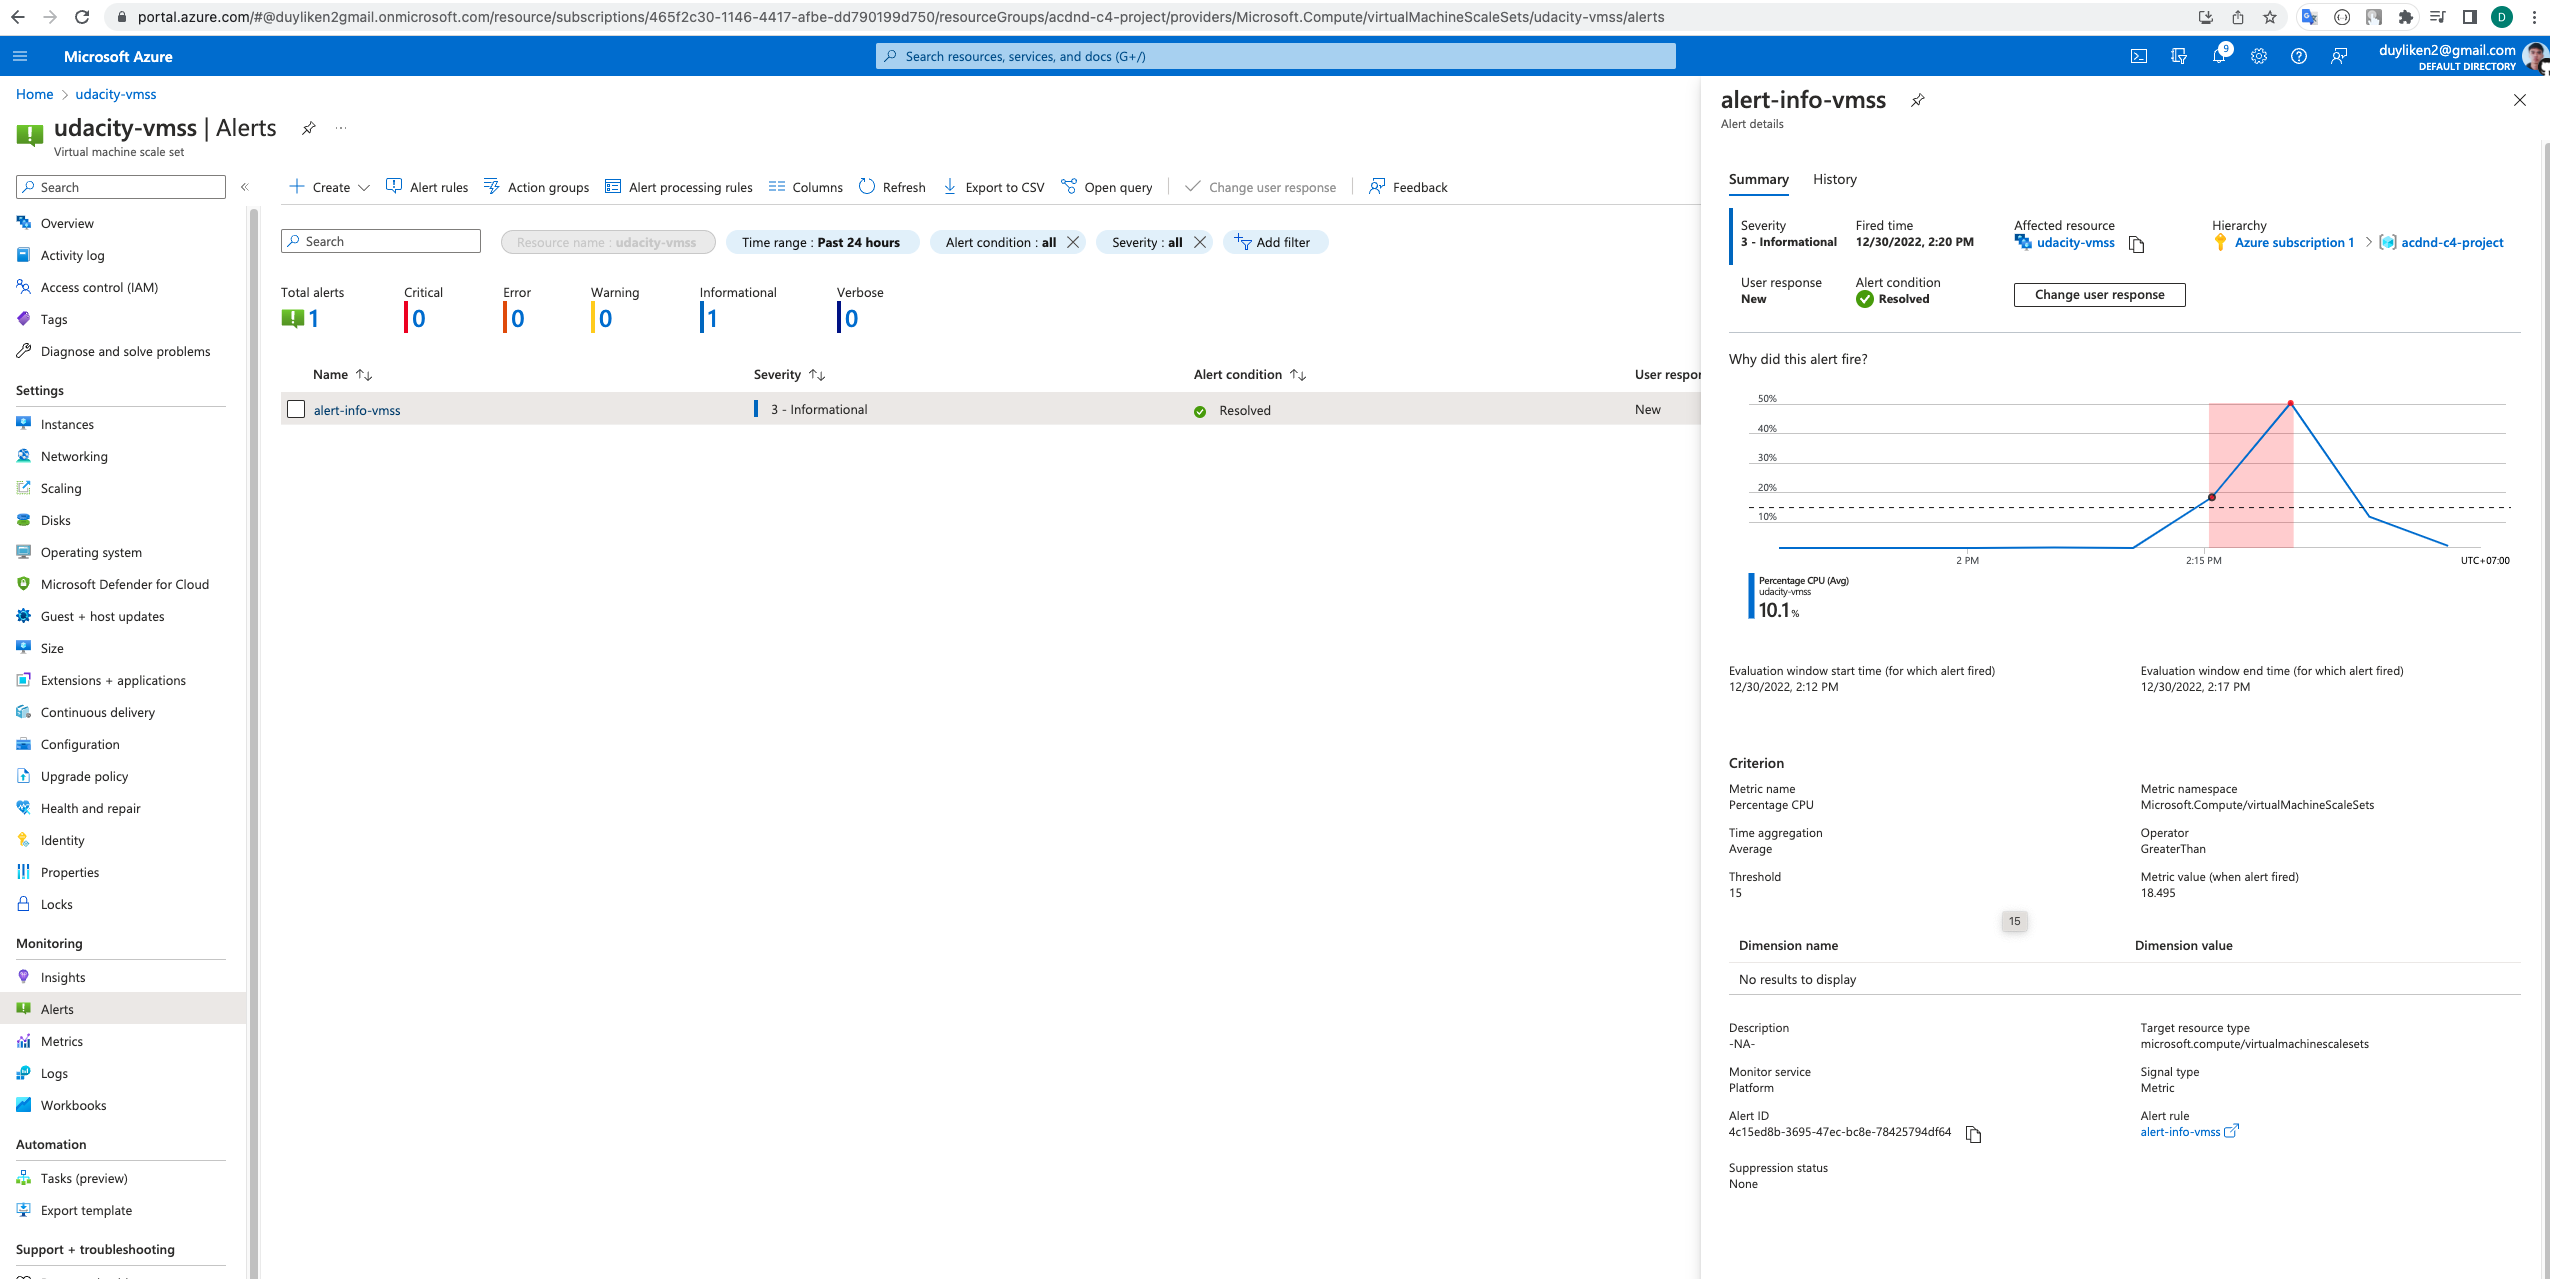 portal.azure.com/#@duyliken2gmail.onmicrosoft.com/resource/subscriptions/465f2c30-1146-4417-afbe-dd790199d750/resourceGroups/acdnd-c4-project/providers/Microsoft.Compute/virtualMachineScaleSets/udacity-vmss/alerts
D
Microsoft Azure
Search resources, services, and docs (G+/)
9
duyliken2@gmail.com
DEFAULT DIRECTORY
Home > udacity-vmss
udacity-vmss | Alerts
...
Virtual machine scale set
Search
«
Overview
Activity log
Access control (IAM)
Tags
Diagnose and solve problems
Settings
Instances
Networking
Scaling
Disks
Operating system
Microsoft Defender for Cloud
Guest + host updates
Size
Extensions + applications
Continuous delivery
Configuration
Upgrade policy
Health and repair
Identity
Properties
Locks
Monitoring
Insights
Alerts
Metrics
Logs
Workbooks
Automation
Tasks (preview)
Export template
Support + troubleshooting
Create
Alert rules
Action groups
Alert processing rules
Columns
Refresh
Export to CSV
Open query
Change user response
Feedback
Search
Resource name : udacity-vmss
Time range : Past 24 hours
Alert condition : all
Severity : all
Add filter
Total alerts
1
Critical
0
Error
0
Warning
0
Informational
1
Verbose
0
Name
Severity
Alert condition
User respon
alert-info-vmss
3 - Informational
Resolved
New
alert-info-vmss
Alert details
Summary
History
Severity
3 - Informational
Fired time
12/30/2022, 2:20 PM
Affected resource
udacity-vmss
Hierarchy
Azure subscription 1 > acdnd-c4-project
User response
New
Alert condition
Resolved
Change user response
Why did this alert fire?
50%
40%
30%
20%
10%
2 PM
2:15 PM
UTC+07:00
Percentage CPU (Avg)
udacity-vmss
10.1 %
Evaluation window start time (for which alert fired)
12/30/2022, 2:12 PM
Evaluation window end time (for which alert fired)
12/30/2022, 2:17 PM
Criterion
Metric name
Percentage CPU
Metric namespace
Microsoft.Compute/virtualMachineScaleSets
Time aggregation
Average
Operator
GreaterThan
Threshold
15
Metric value (when alert fired)
18.495
15
Dimension name
Dimension value
No results to display
Description
-NA-
Target resource type
microsoft.compute/virtualmachinescalesets
Monitor service
Platform
Signal type
Metric
Alert ID
4c15ed8b-3695-47ec-bc8e-78425794df64
Alert rule
alert-info-vmss
Suppression status
None